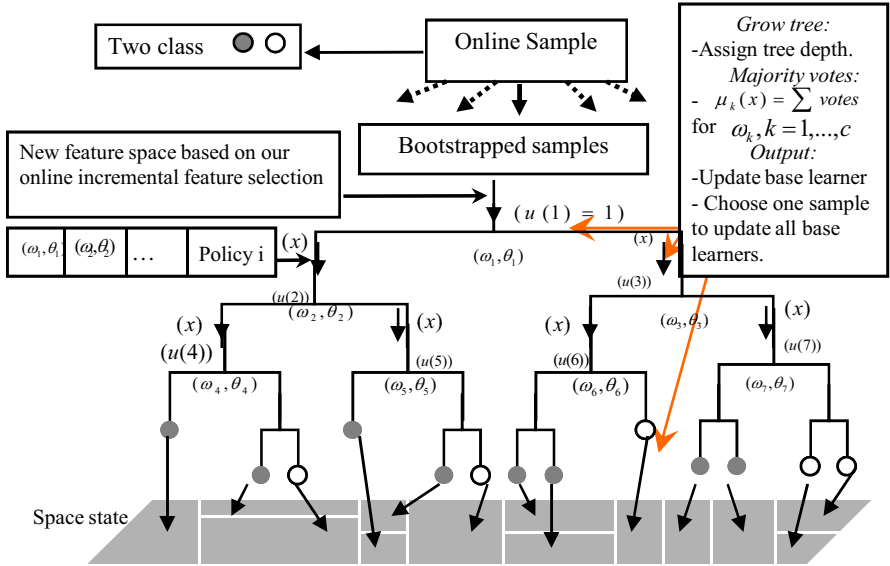 Two class
Online Sample
Grow tree:
-Assign tree depth.
Majority votes:
- μ_k(x) = ∑ votes
for ω_k, k = 1,...,c
Output:
-Update base learner
- Choose one sample
to update all base
learners.
Bootstrapped samples
New feature space based on our
online incremental feature selection
(u (1) = 1)
(ω₁,θ₁) (ω₂,θ₂) … Policy i
(x)
(x)
(ω₁,θ₁)
(u(2))
(u(3))
(ω₂,θ₂)
(ω₃,θ₃)
(x)
(x)
(x)
(x)
(u(4))
(u(5))
(u(6))
(u(7))
(ω₄,θ₄)
(ω₅,θ₅)
(ω₆,θ₆)
(ω₇,θ₇)
Space state